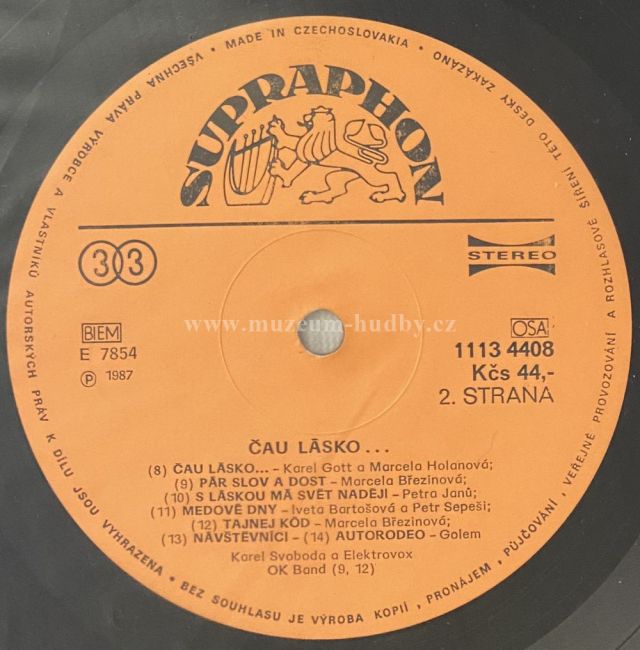 • MADE IN CZECHOSLOVAKIA •
VŠECHNA PRÁVA VÝROBCE A VLASTNÍKŮ AUTORSKÝCH PRÁV K DÍLU JSOU VYHRAZENA • BEZ SOUHLASU JE VÝROBA KOPIÍ, PRONÁJEM, PŮJČOVÁNÍ, VEŘEJNÉ PROVOZOVÁNÍ A ROZHLASOVÉ ŠÍŘENÍ TÉTO DESKY ZAKÁZÁNO
SUPRAPHON
33
STEREO
www.muzeum-hudby.cz
BIEM
E 7854
Ⓟ 1987
OSA
1113 4408
Kčs 44,-
2. STRANA
ČAU LÁSKO...
(8) ČAU LÁSKO... – Karel Gott a Marcela Holanová;
(9) PÁR SLOV A DOST – Marcela Březinová;
(10) S LÁSKOU MÁ SVĚT NADĚJI – Petra Janů;
(11) MEDOVÉ DNY – Iveta Bartošová a Petr Sepeši;
(12) TAJNEJ KÓD – Marcela Březinová;
(13) NÁVŠTĚVNÍCI – (14) AUTORODEO – Golem
Karel Svoboda a Elektrovox
OK Band (9, 12)